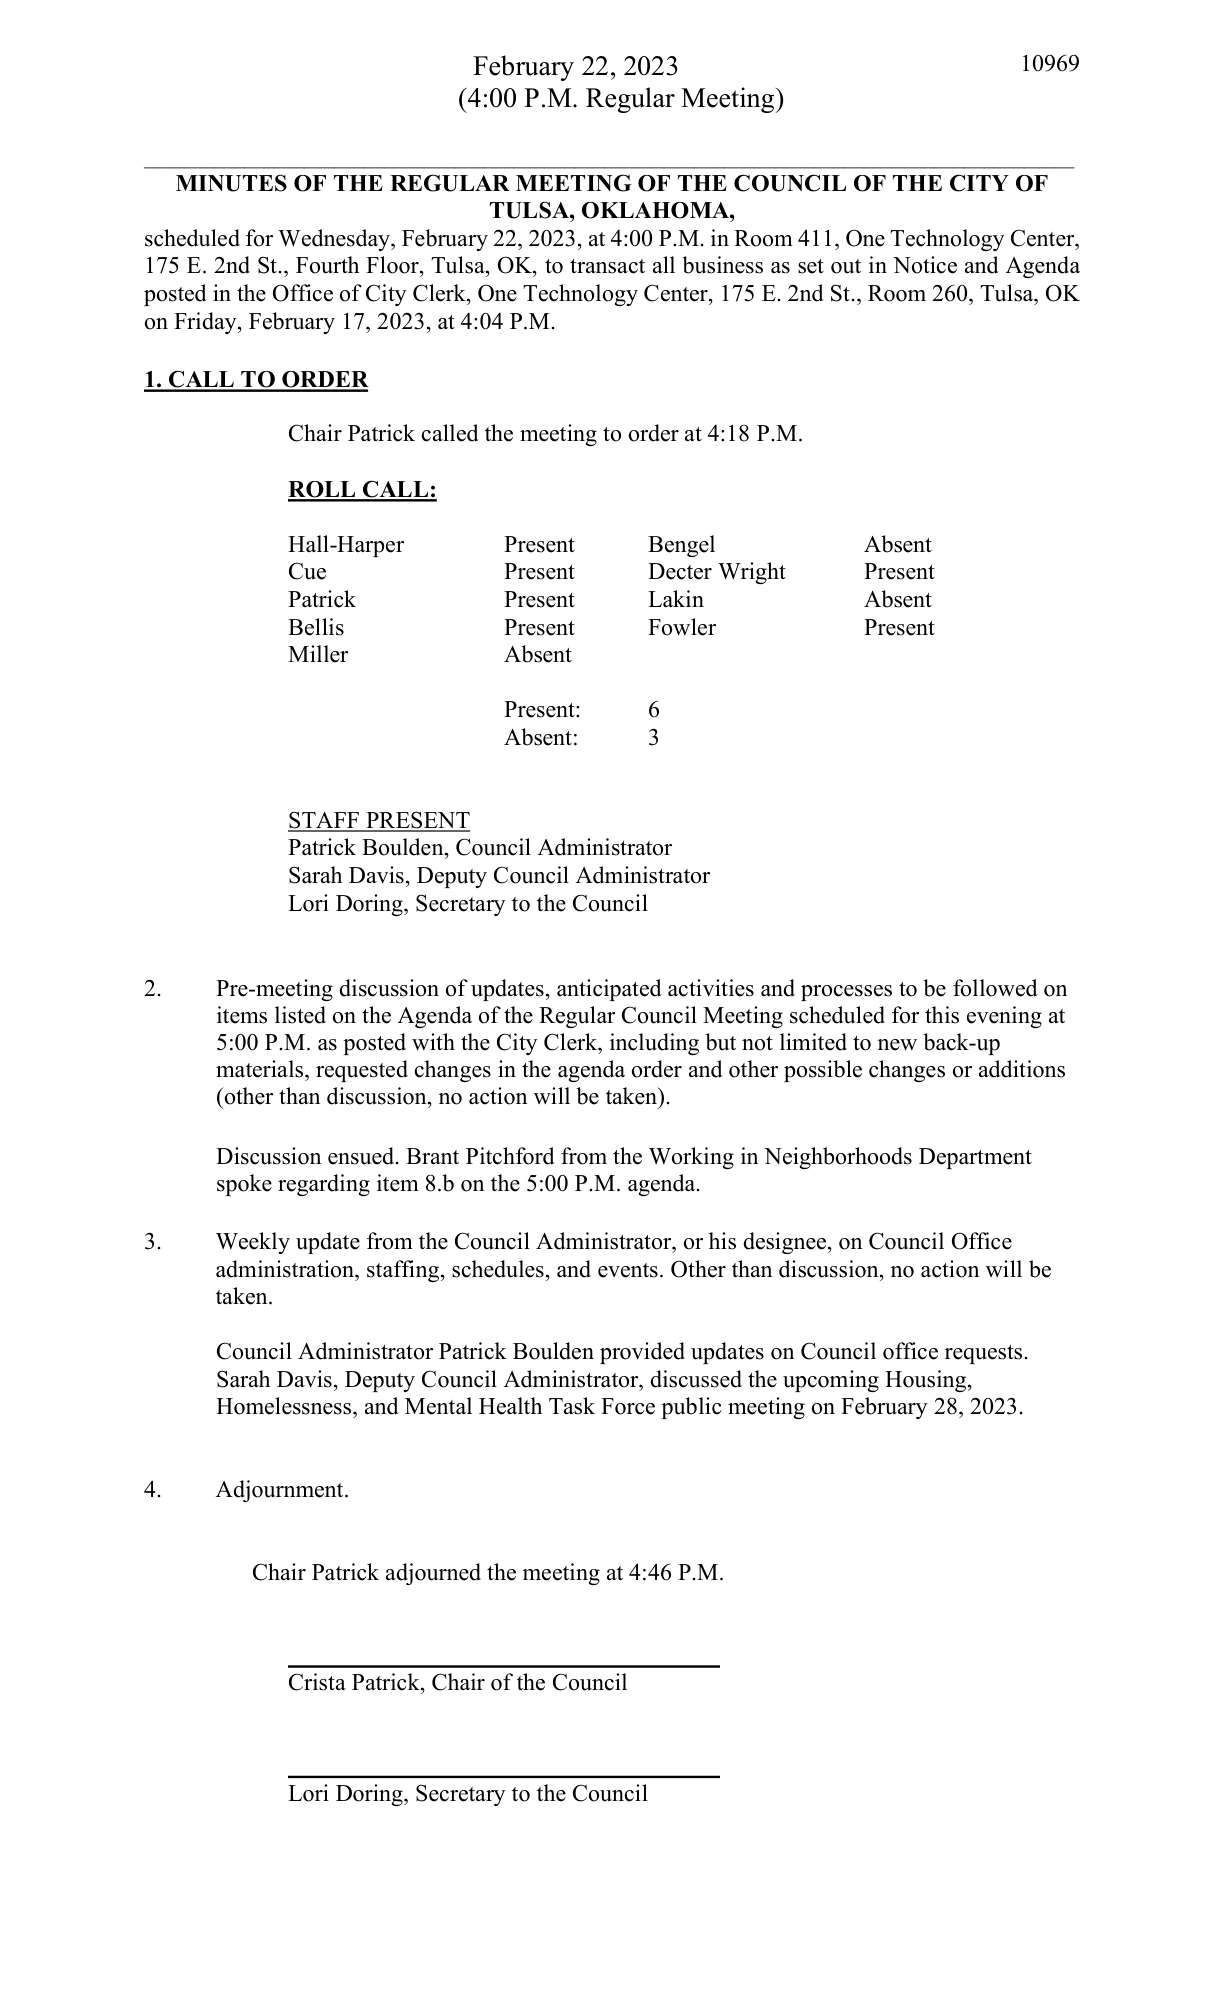 February 22, 2023
10969
(4:00 P.M. Regular Meeting)
MINUTES OF THE REGULAR MEETING OF THE COUNCIL OF THE CITY OF
TULSA, OKLAHOMA,
scheduled for Wednesday, February 22, 2023, at 4:00 P.M. in Room 411, One Technology Center,
175 E. 2nd St., Fourth Floor, Tulsa, OK, to transact all business as set out in Notice and Agenda
posted in the Office of City Clerk, One Technology Center, 175 E. 2nd St., Room 260, Tulsa, OK
on Friday, February 17, 2023, at 4:04 P.M.
1. CALL TO ORDER
Chair Patrick called the meeting to order at 4:18 P.M.
ROLL CALL:
Hall-Harper Present Bengel Absent
Cue Present Decter Wright Present
Patrick Present Lakin Absent
Bellis Present Fowler Present
Miller Absent
Present: 6
Absent: 3
STAFF PRESENT
Patrick Boulden, Council Administrator
Sarah Davis, Deputy Council Administrator
Lori Doring, Secretary to the Council
2. Pre-meeting discussion of updates, anticipated activities and processes to be followed on
items listed on the Agenda of the Regular Council Meeting scheduled for this evening at
5:00 P.M. as posted with the City Clerk, including but not limited to new back-up
materials, requested changes in the agenda order and other possible changes or additions
(other than discussion, no action will be taken).
Discussion ensued. Brant Pitchford from the Working in Neighborhoods Department
spoke regarding item 8.b on the 5:00 P.M. agenda.
3. Weekly update from the Council Administrator, or his designee, on Council Office
administration, staffing, schedules, and events. Other than discussion, no action will be
taken.
Council Administrator Patrick Boulden provided updates on Council office requests.
Sarah Davis, Deputy Council Administrator, discussed the upcoming Housing,
Homelessness, and Mental Health Task Force public meeting on February 28, 2023.
4. Adjournment.
Chair Patrick adjourned the meeting at 4:46 P.M.
Crista Patrick, Chair of the Council
Lori Doring, Secretary to the Council